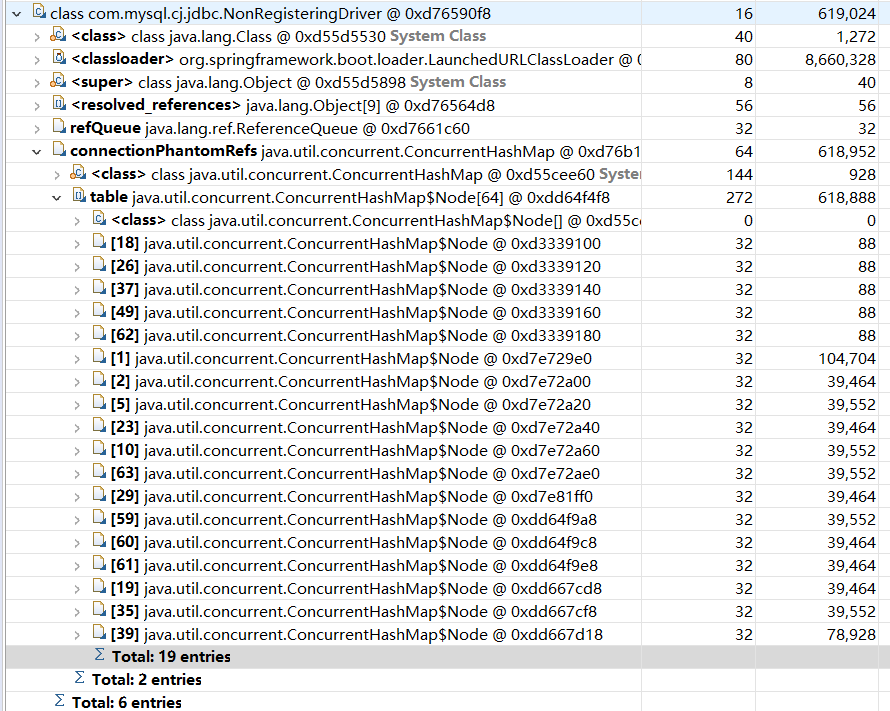 class com.mysql.cj.jdbc.NonRegisteringDriver @ 0xd76590f8 16 619,024
<class> class java.lang.Class @ 0xd55d5530 System Class 40 1,272
<classloader> org.springframework.boot.loader.LaunchedURLClassLoader @ 80 8,660,328
<super> class java.lang.Object @ 0xd55d5898 System Class 8 40
<resolved_references> java.lang.Object[9] @ 0xd76564d8 56 56
refQueue java.lang.ref.ReferenceQueue @ 0xd7661c60 32 32
connectionPhantomRefs java.util.concurrent.ConcurrentHashMap @ 0xd76b1 64 618,952
<class> class java.util.concurrent.ConcurrentHashMap @ 0xd55cee60 Syste 144 928
table java.util.concurrent.ConcurrentHashMap$Node[64] @ 0xdd64f4f8 272 618,888
<class> class java.util.concurrent.ConcurrentHashMap$Node[] @ 0xd55c 0 0
[18] java.util.concurrent.ConcurrentHashMap$Node @ 0xd3339100 32 88
[26] java.util.concurrent.ConcurrentHashMap$Node @ 0xd3339120 32 88
[37] java.util.concurrent.ConcurrentHashMap$Node @ 0xd3339140 32 88
[49] java.util.concurrent.ConcurrentHashMap$Node @ 0xd3339160 32 88
[62] java.util.concurrent.ConcurrentHashMap$Node @ 0xd3339180 32 88
[1] java.util.concurrent.ConcurrentHashMap$Node @ 0xd7e729e0 32 104,704
[2] java.util.concurrent.ConcurrentHashMap$Node @ 0xd7e72a00 32 39,464
[5] java.util.concurrent.ConcurrentHashMap$Node @ 0xd7e72a20 32 39,552
[23] java.util.concurrent.ConcurrentHashMap$Node @ 0xd7e72a40 32 39,464
[10] java.util.concurrent.ConcurrentHashMap$Node @ 0xd7e72a60 32 39,552
[63] java.util.concurrent.ConcurrentHashMap$Node @ 0xd7e72ae0 32 39,552
[29] java.util.concurrent.ConcurrentHashMap$Node @ 0xd7e81ff0 32 39,464
[59] java.util.concurrent.ConcurrentHashMap$Node @ 0xdd64f9a8 32 39,552
[60] java.util.concurrent.ConcurrentHashMap$Node @ 0xdd64f9c8 32 39,464
[61] java.util.concurrent.ConcurrentHashMap$Node @ 0xdd64f9e8 32 39,464
[19] java.util.concurrent.ConcurrentHashMap$Node @ 0xdd667cd8 32 39,464
[35] java.util.concurrent.ConcurrentHashMap$Node @ 0xdd667cf8 32 39,552
[39] java.util.concurrent.ConcurrentHashMap$Node @ 0xdd667d18 32 78,928
Σ Total: 19 entries
Σ Total: 2 entries
Σ Total: 6 entries